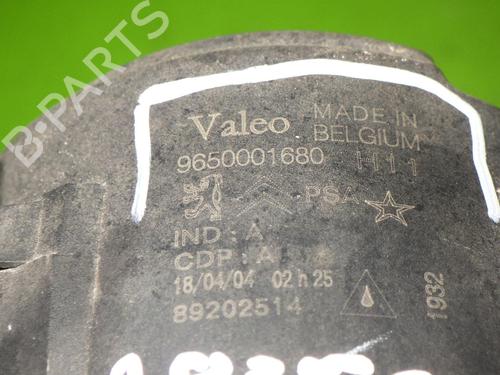 B-PARTS
Valeo
MADE IN
BELGIUM
9650001680 H11
PSA
IND : A
CDP : A
18/04/04 02 h 25
89202514
1932